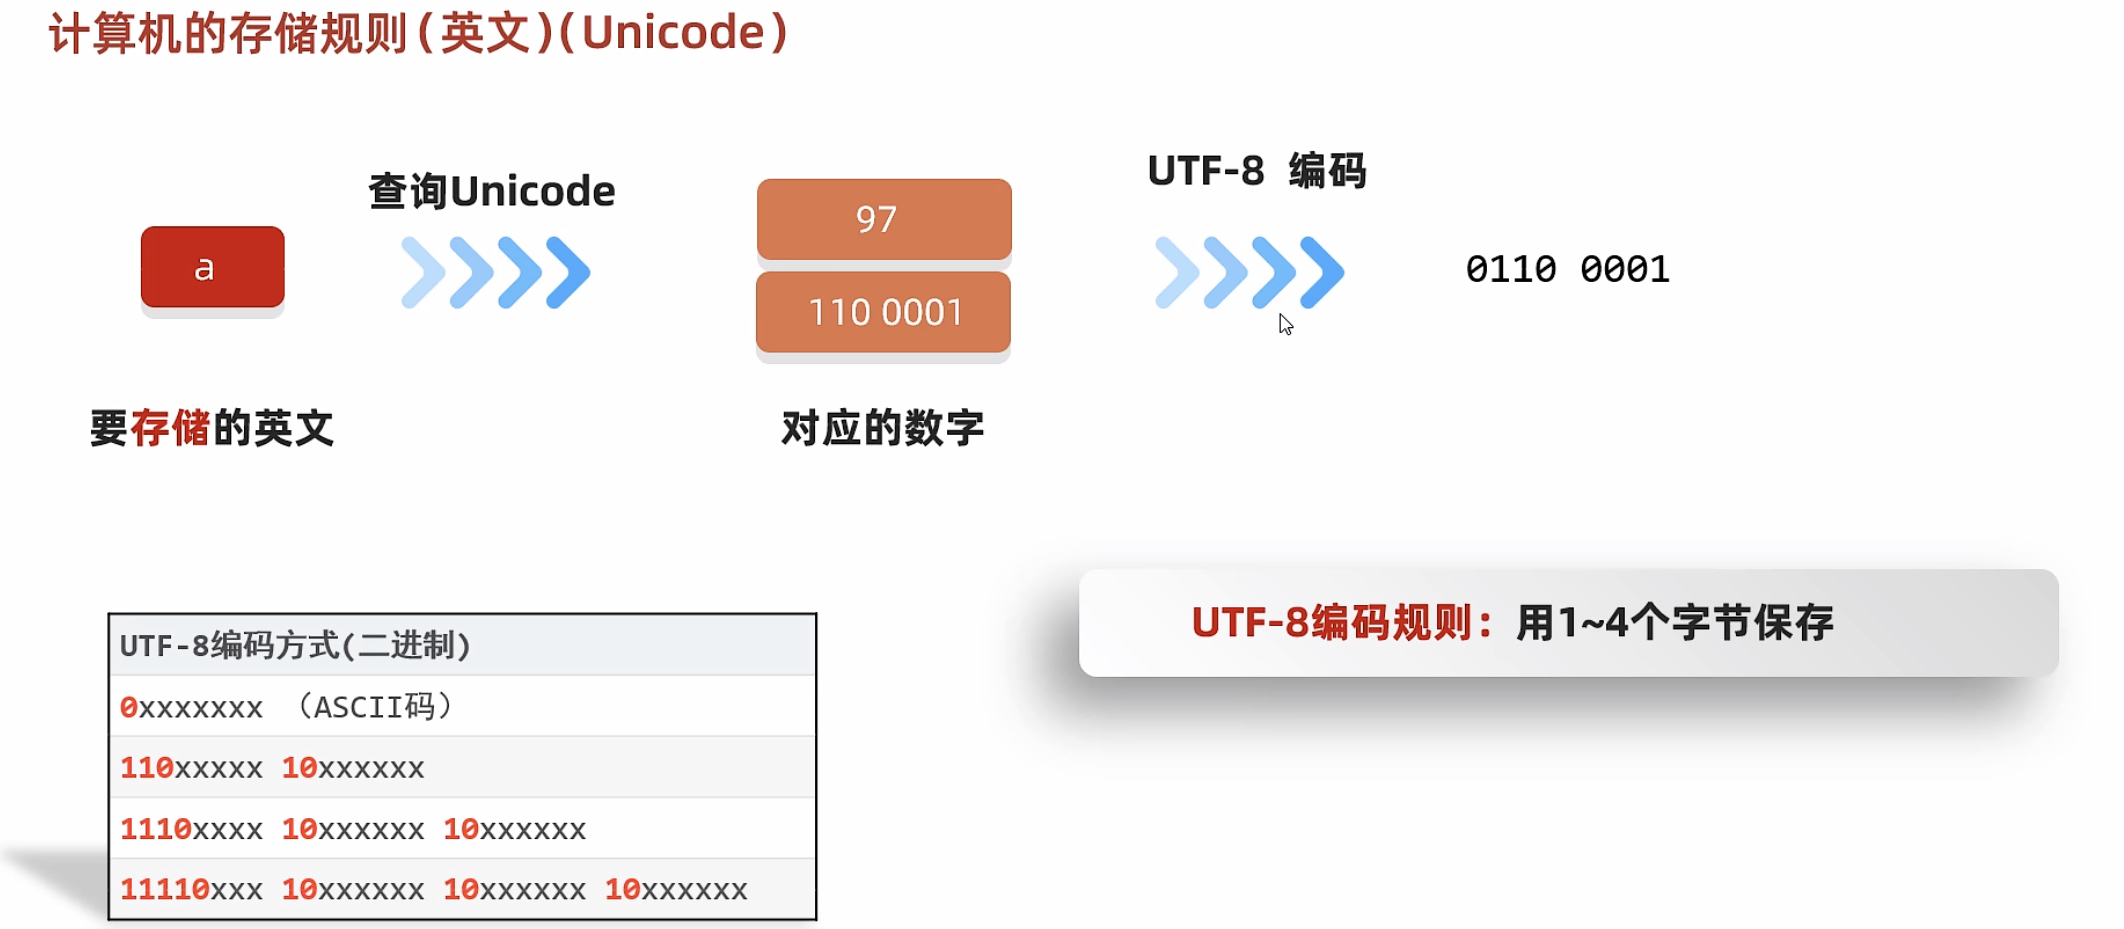 计算机的存储规则(英文)(Unicode)
查询Unicode
UTF-8 编码
a
97
110 0001
0110 0001
要存储的英文
对应的数字
UTF-8编码规则：用1~4个字节保存
UTF-8编码方式(二进制)
0xxxxxxx （ASCII码）
110xxxxx 10xxxxxx
1110xxxx 10xxxxxx 10xxxxxx
11110xxx 10xxxxxx 10xxxxxx 10xxxxxx